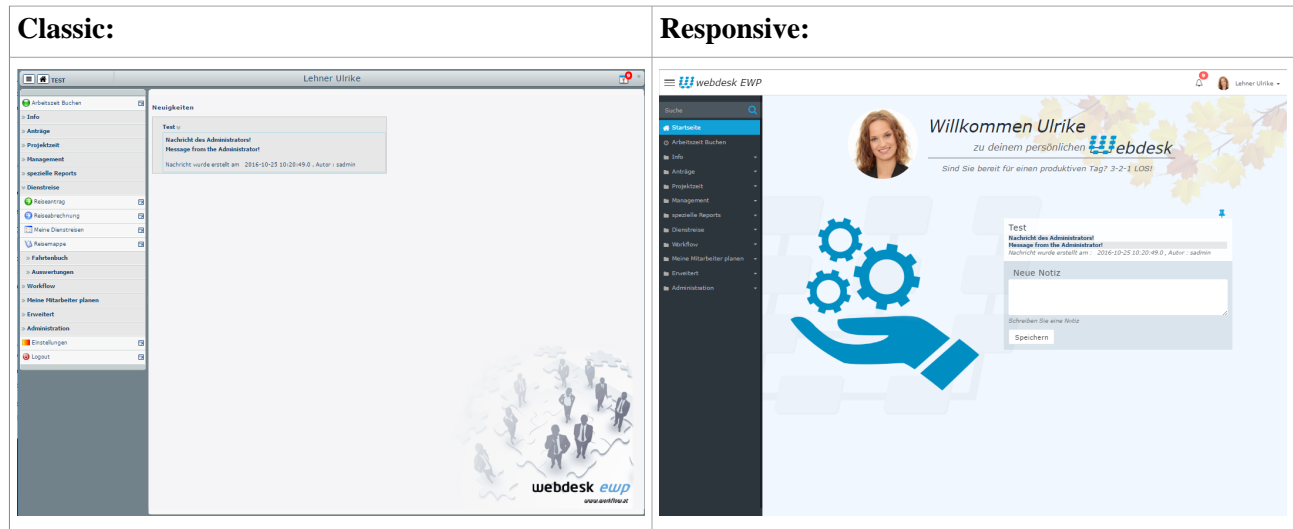 Classic:
Responsive:
TEST
Lehner Ulrike
9
Arbeitszeit Buchen
» Info
» Anträge
» Projektzeit
» Management
» spezielle Reports
Dienstreise
Reiseantrag
Reiseabrechnung
Meine Dienstreisen
Reisemappe
» Fahrtenbuch
» Auswertungen
» Workflow
» Meine Mitarbeiter planen
» Erweitert
» Administration
Einstellungen
Logout
Neuigkeiten
Test
Nachricht des Administrators!
Message from the Administrator!
Nachricht wurde erstellt am 2016-10-25 10:20:49.0 , Autor : sadmin
webdesk ewp
www.workflow.at
webdesk EWP
9
Lehner Ulrike
Suche
Startseite
Arbeitszeit Buchen
Info
Anträge
Projektzeit
Management
spezielle Reports
Dienstreise
Workflow
Meine Mitarbeiter planen
Erweitert
Administration
Willkommen Ulrike
zu deinem persönlichen Webdesk
Sind Sie bereit für einen produktiven Tag? 3-2-1 LOS!
Test
Nachricht des Administrators!
Message from the Administrator!
Nachricht wurde erstellt am : 2016-10-25 10:20:49.0 , Autor : sadmin
Neue Notiz
Schreiben Sie eine Notiz
Speichern